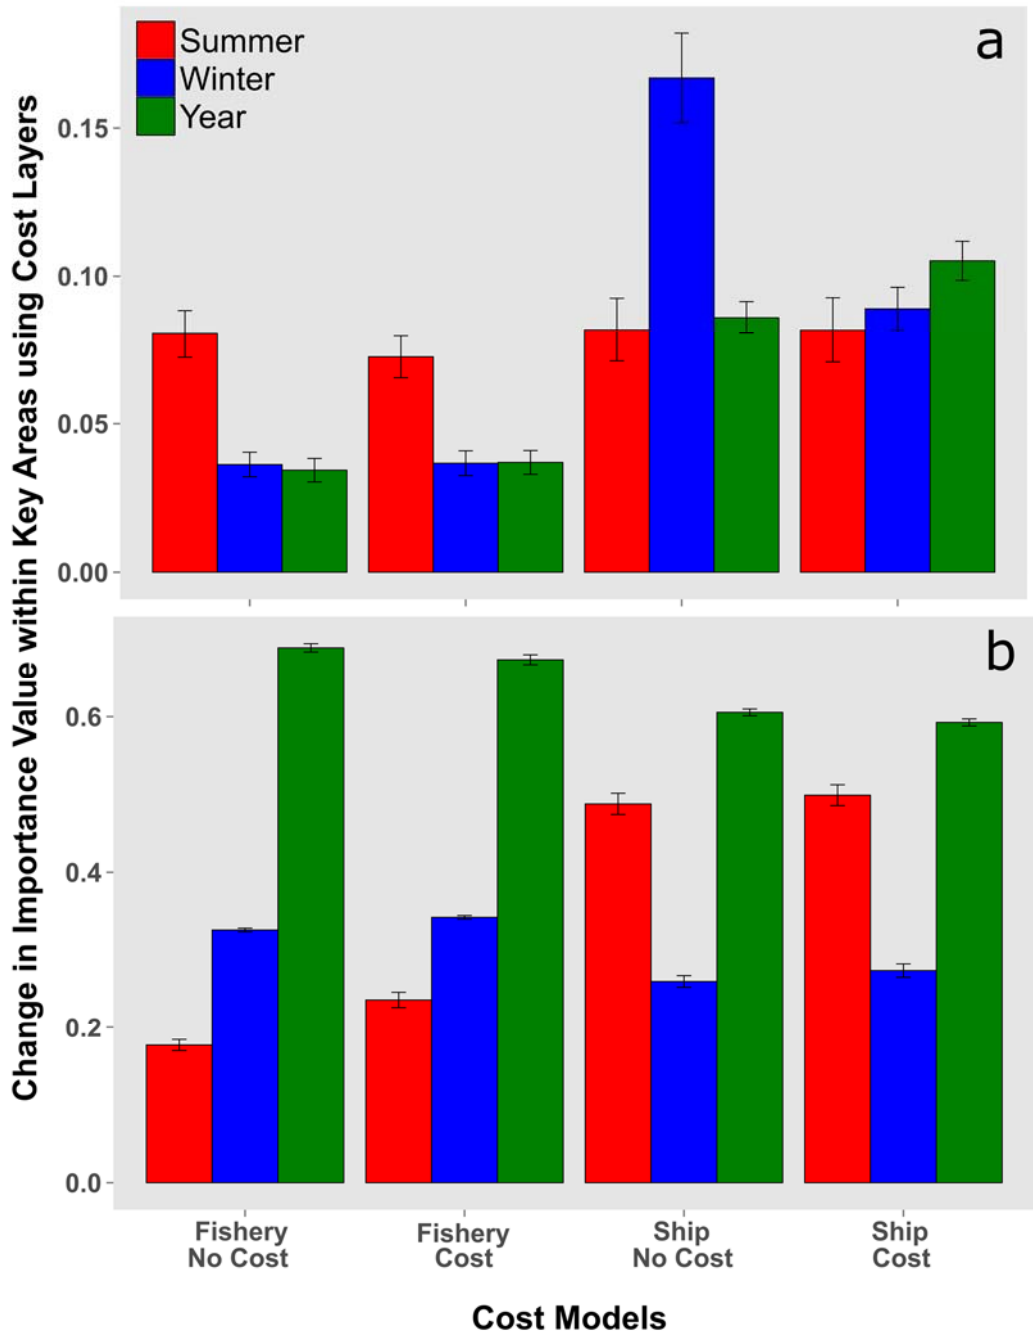 Change in Importance Value within Key Areas using Cost Layers
a
Summer
Winter
Year
0.15
0.10
0.05
0.00
b
0.6
0.4
0.2
0.0
Fishery No Cost
Fishery Cost
Ship No Cost
Ship Cost
Cost Models